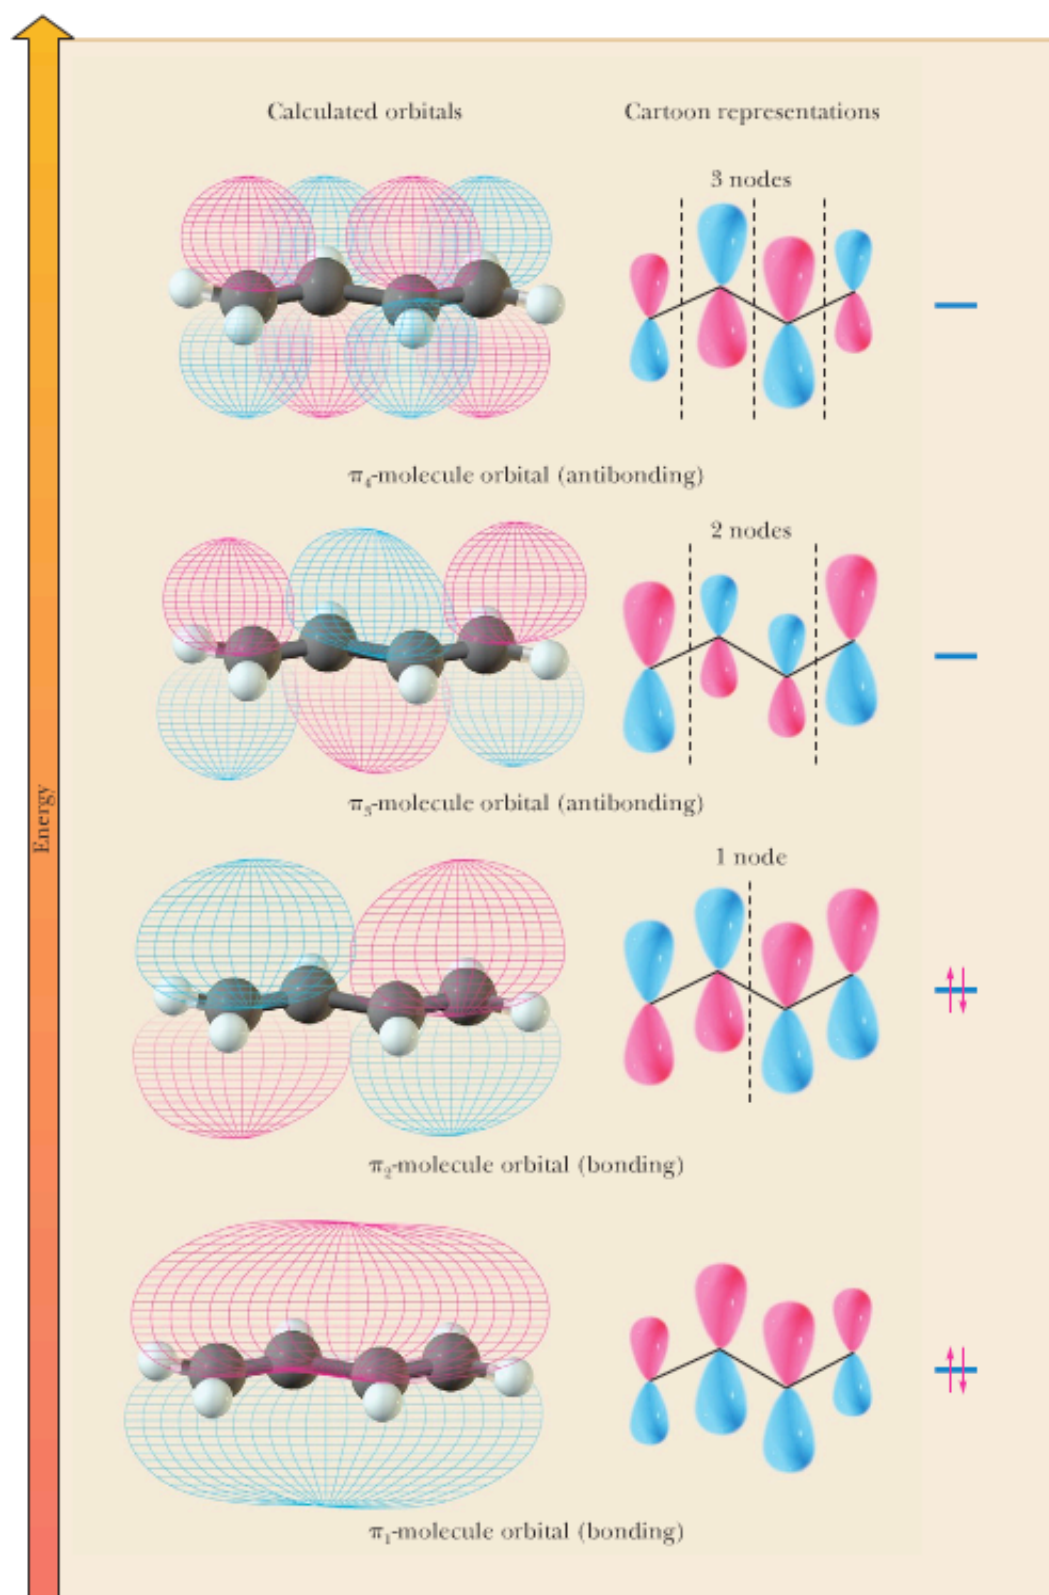 Calculated orbitals
Cartoon representations
3 nodes
π4-molecule orbital (antibonding)
2 nodes
π3-molecule orbital (antibonding)
Energy
1 node
π2-molecule orbital (bonding)
π1-molecule orbital (bonding)